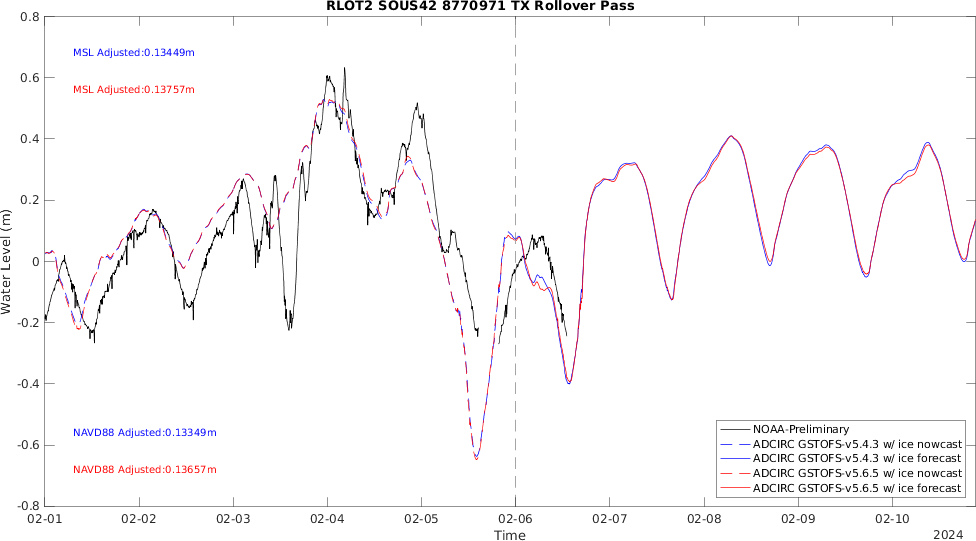 RLOT2 SOUS42 8770971 TX Rollover Pass
0.8
MSL Adjusted:0.13449m
0.6
MSL Adjusted:0.13757m
0.4
0.2
0
Water Level (m)
-0.2
-0.4
NAVD88 Adjusted:0.13349m
-0.6
NAVD88 Adjusted:0.13657m
-0.8
NOAA-Preliminary
ADCIRC GSTOFS-v5.4.3 w/ ice nowcast
ADCIRC GSTOFS-v5.4.3 w/ ice forecast
ADCIRC GSTOFS-v5.6.5 w/ ice nowcast
ADCIRC GSTOFS-v5.6.5 w/ ice forecast
02-01 02-02 02-03 02-04 02-05 02-06 02-07 02-08 02-09 02-10
Time
2024